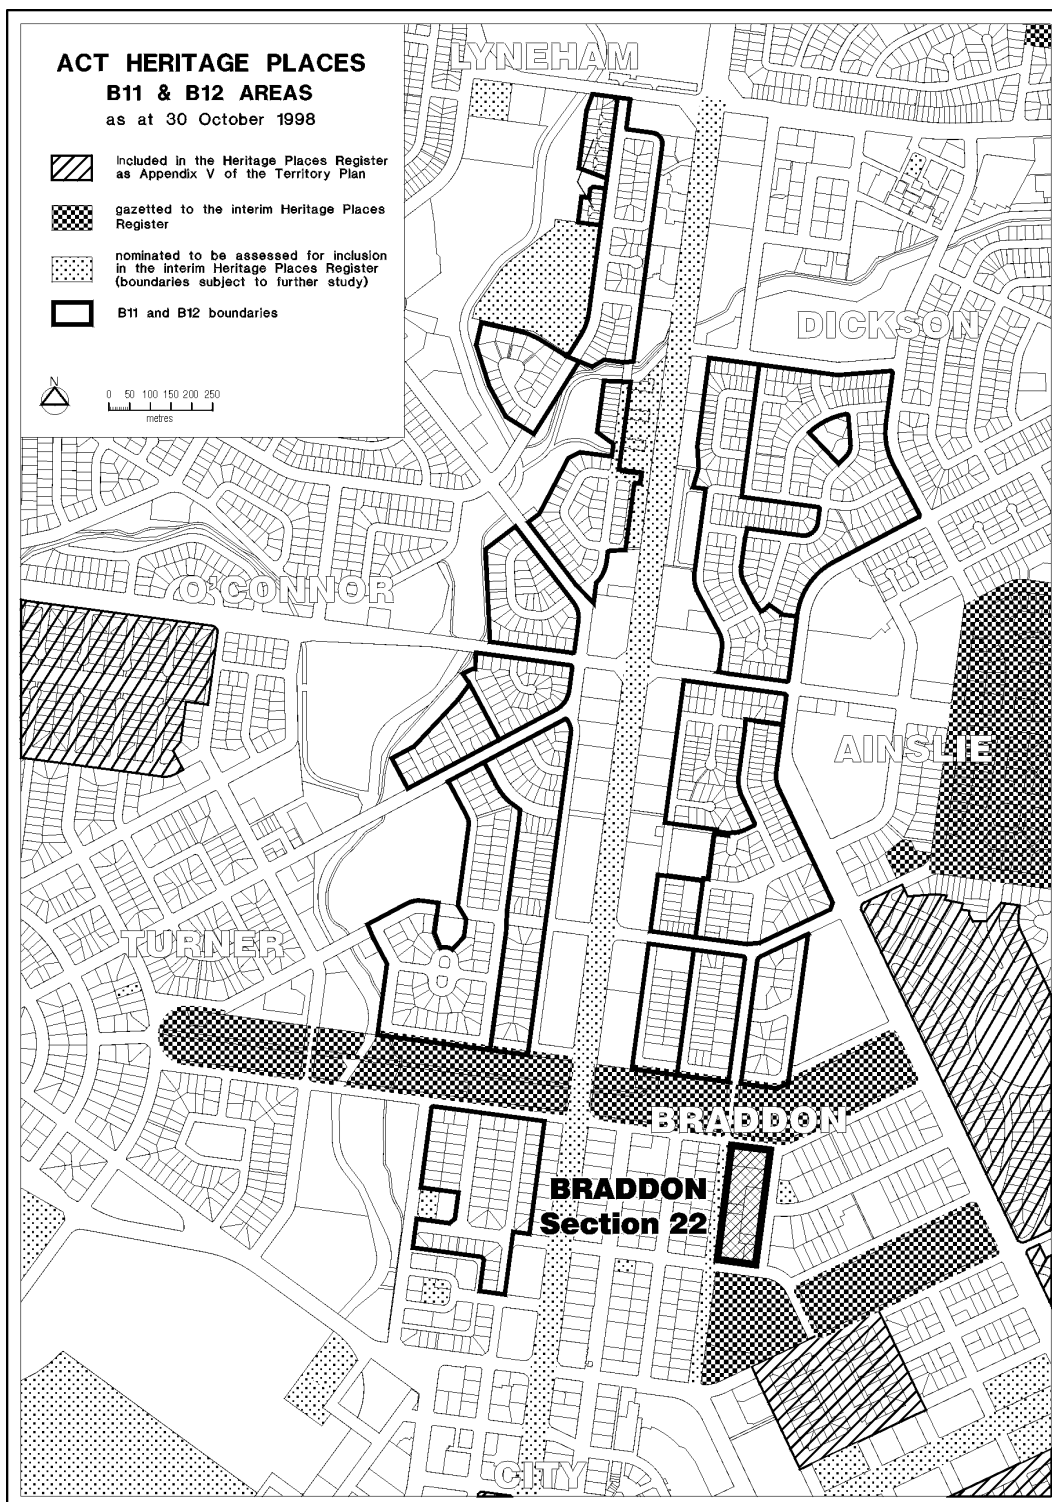 ACT HERITAGE PLACES
B11 & B12 AREAS
as at 30 October 1998
Included in the Heritage Places Register
as Appendix V of the Territory Plan
gazetted to the interim Heritage Places
Register
nominated to be assessed for inclusion
in the interim Heritage Places Register
(boundaries subject to further study)
B11 and B12 boundaries
N
0 50 100 150 200 250
metres
LYNEHAM
DICKSON
O'CONNOR
AINSLIE
TURNER
BRADDON
BRADDON
Section 22
CITY